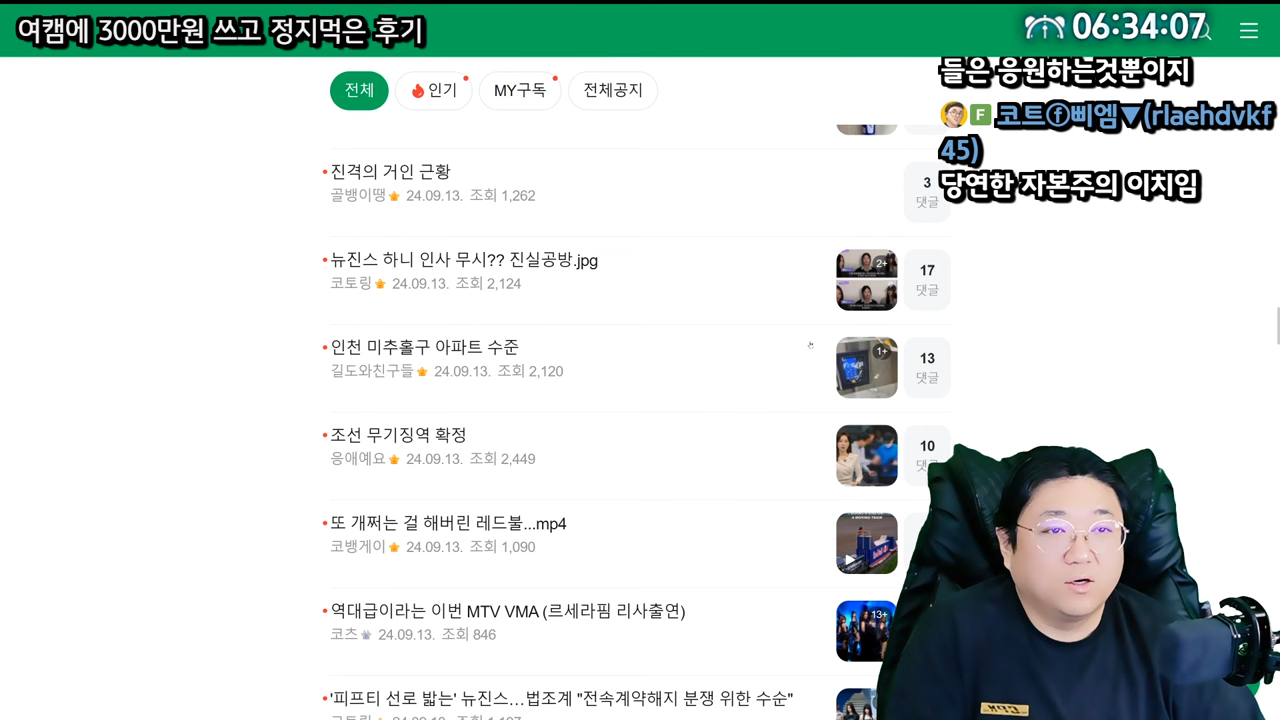 여캠에 3000만원 쓰고 정지먹은 후기
06:34:07
전체
인기
MY구독
전체공지
들은 응원하는것뿐이지
F 코트ⓕ삐엠▼(rlaehdvkf
45)
당연한 자본주의 이치임
진격의 거인 근황
골뱅이땡 24.09.13. 조회 1,262
3
댓글
뉴진스 하니 인사 무시?? 진실공방.jpg
코토링 24.09.13. 조회 2,124
2+
17
댓글
인천 미추홀구 아파트 수준
길도와친구들 24.09.13. 조회 2,120
1+
13
댓글
조선 무기징역 확정
응애예요 24.09.13. 조회 2,449
10
또 개쩌는 걸 해버린 레드불...mp4
코뱅게이 24.09.13. 조회 1,090
A MOVING TRAIN
역대급이라는 이번 MTV VMA (르세라핌 리사출연)
코츠 24.09.13. 조회 846
13+
'피프티 선로 밟는' 뉴진스…법조계 "전속계약해지 분쟁 위한 수순"